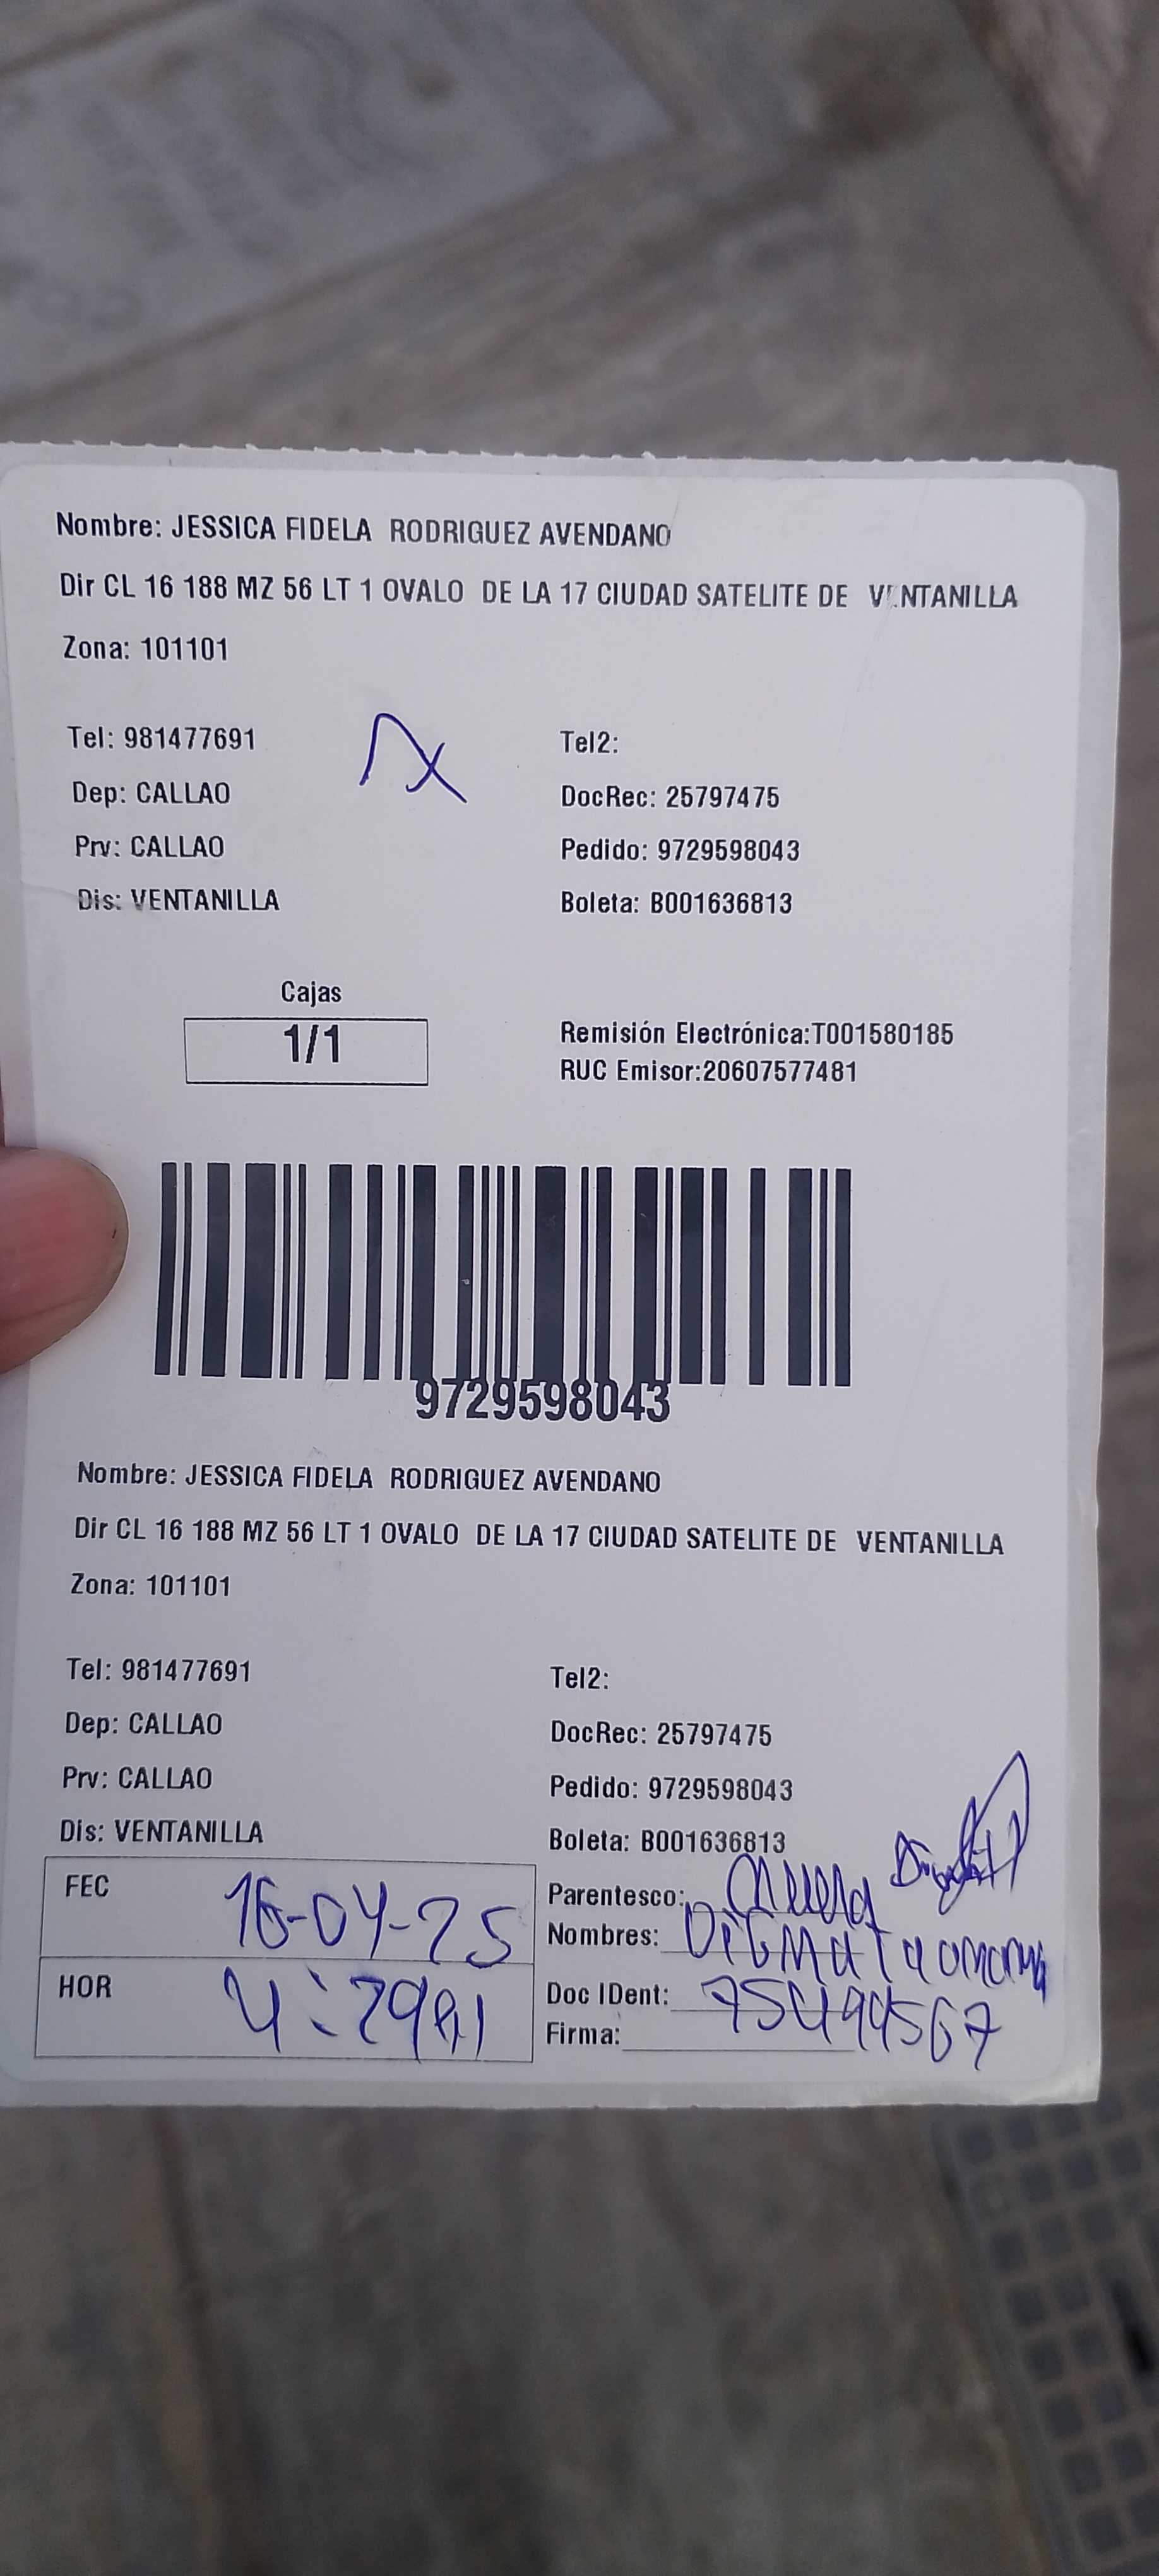 Nombre: JESSICA FIDELA RODRIGUEZ AVENDANO
Dir CL 16 188 MZ 56 LT 1 OVALO DE LA 17 CIUDAD SATELITE DE VENTANILLA
Zona: 101101
Tel: 981477691
Tel2:
Dep: CALLAO
DocRec: 25797475
Prv: CALLAO
Pedido: 9729598043
Dis: VENTANILLA
Boleta: B001636813
Cajas
1/1
Remisión Electrónica:T001580185
RUC Emisor:20607577481
9729598043
Nombre: JESSICA FIDELA RODRIGUEZ AVENDANO
Dir CL 16 188 MZ 56 LT 1 OVALO DE LA 17 CIUDAD SATELITE DE VENTANILLA
Zona: 101101
Tel: 981477691
Tel2:
Dep: CALLAO
DocRec: 25797475
Prv: CALLAO
Pedido: 9729598043
Dis: VENTANILLA
Boleta: B001636813
FEC 16-04-25
Parentesco:
Nombres:
HOR
Doc IDent: 75494567
Firma: